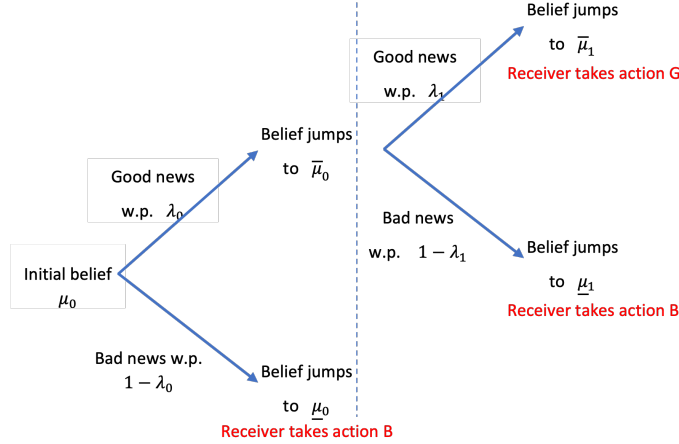 Belief jumps
to μ̅₁
Receiver takes action G
Good news
w.p. λ₁
Belief jumps
to μ̅₀
Good news
w.p. λ₀
Bad news
w.p. 1 − λ₁
Belief jumps
to μ̲₁
Receiver takes action B
Initial belief
μ₀
Bad news w.p.
1 − λ₀
Belief jumps
to μ̲₀
Receiver takes action B